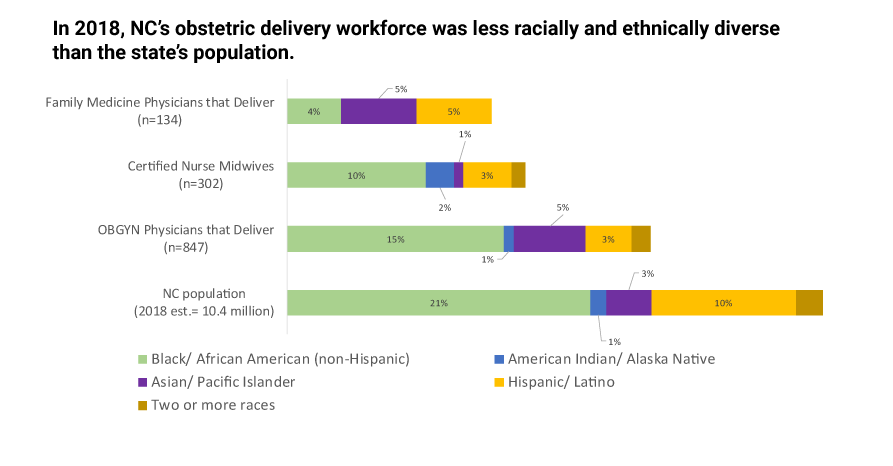 In 2018, NC's obstetric delivery workforce was less racially and ethnically diverse
than the state's population.
5%
Family Medicine Physicians that Deliver
(n=134)
4%
5%
1%
Certified Nurse Midwives
(n=302)
10%
3%
2%
5%
OBGYN Physicians that Deliver
(n=847)
15%
3%
1%
3%
NC population
(2018 est.= 10.4 million)
21%
10%
1%
Black/ African American (non-Hispanic)
American Indian/ Alaska Native
Asian/ Pacific Islander
Hispanic/ Latino
Two or more races